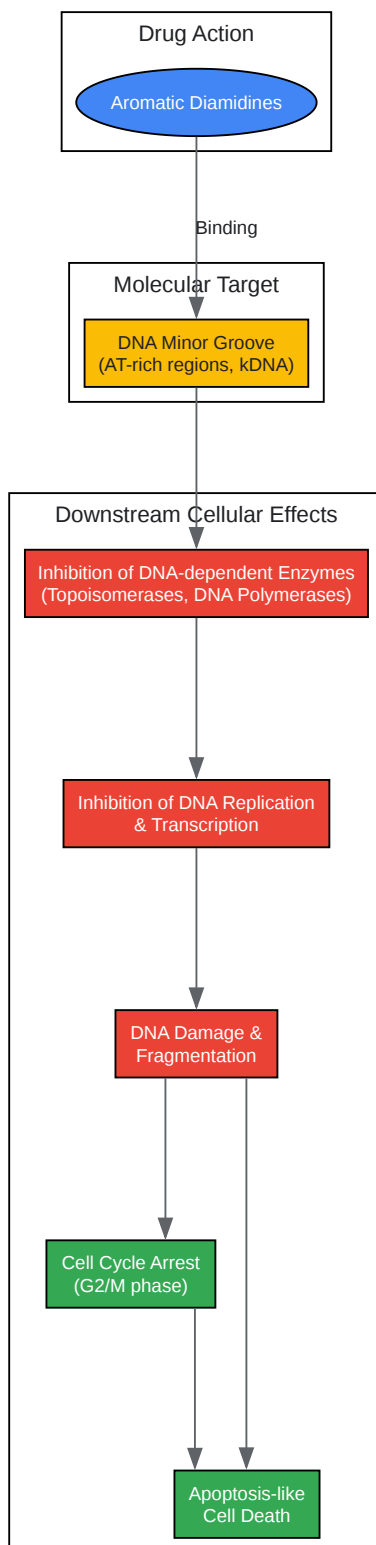 Drug Action
Aromatic Diamidines
Binding
Molecular Target
DNA Minor Groove
(AT-rich regions, kDNA)
Downstream Cellular Effects
Inhibition of DNA-dependent Enzymes
(Topoisomerases, DNA Polymerases)
Inhibition of DNA Replication
& Transcription
DNA Damage &
Fragmentation
Cell Cycle Arrest
(G2/M phase)
Apoptosis-like
Cell Death